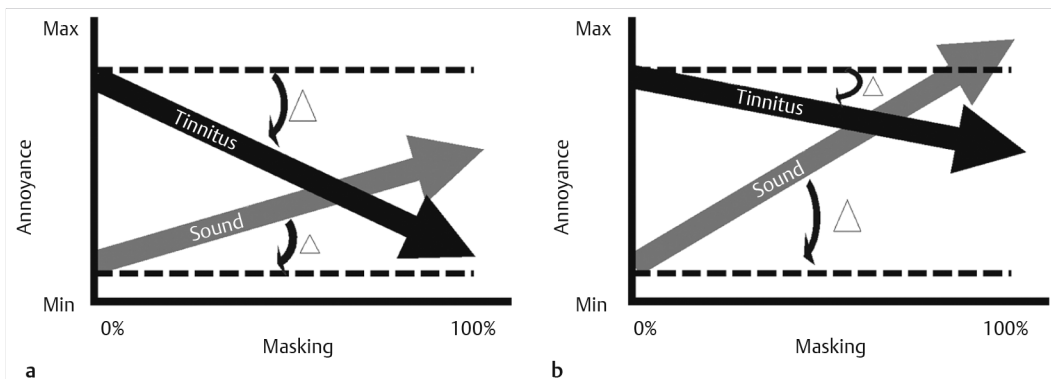 Max
Annoyance
Tinnitus
△
Sound
△
Min
0%
100%
Masking
a
Max
Annoyance
Tinnitus
△
Sound
△
Min
0%
100%
Masking
b